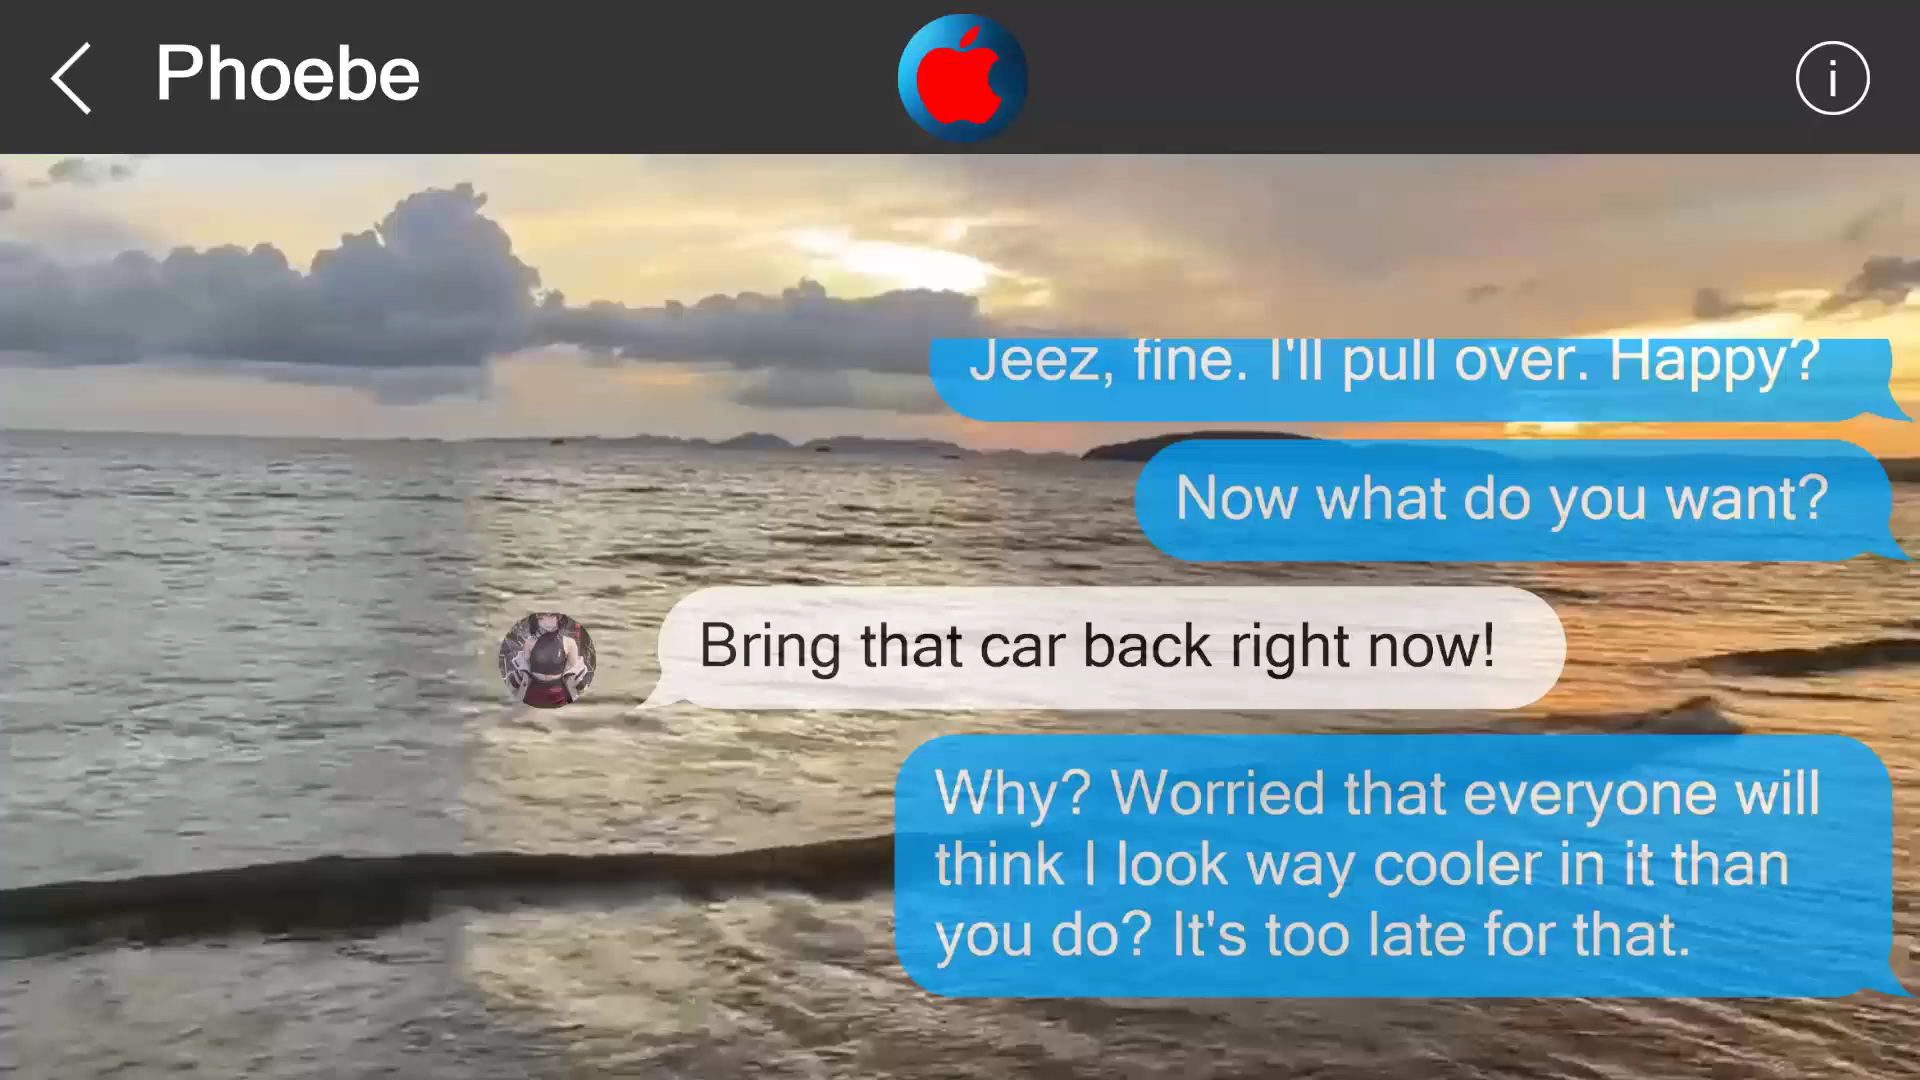 Phoebe
i
Jeez, fine. I'll pull over. Happy?
Now what do you want?
Bring that car back right now!
Why? Worried that everyone will
think I look way cooler in it than
you do? It's too late for that.